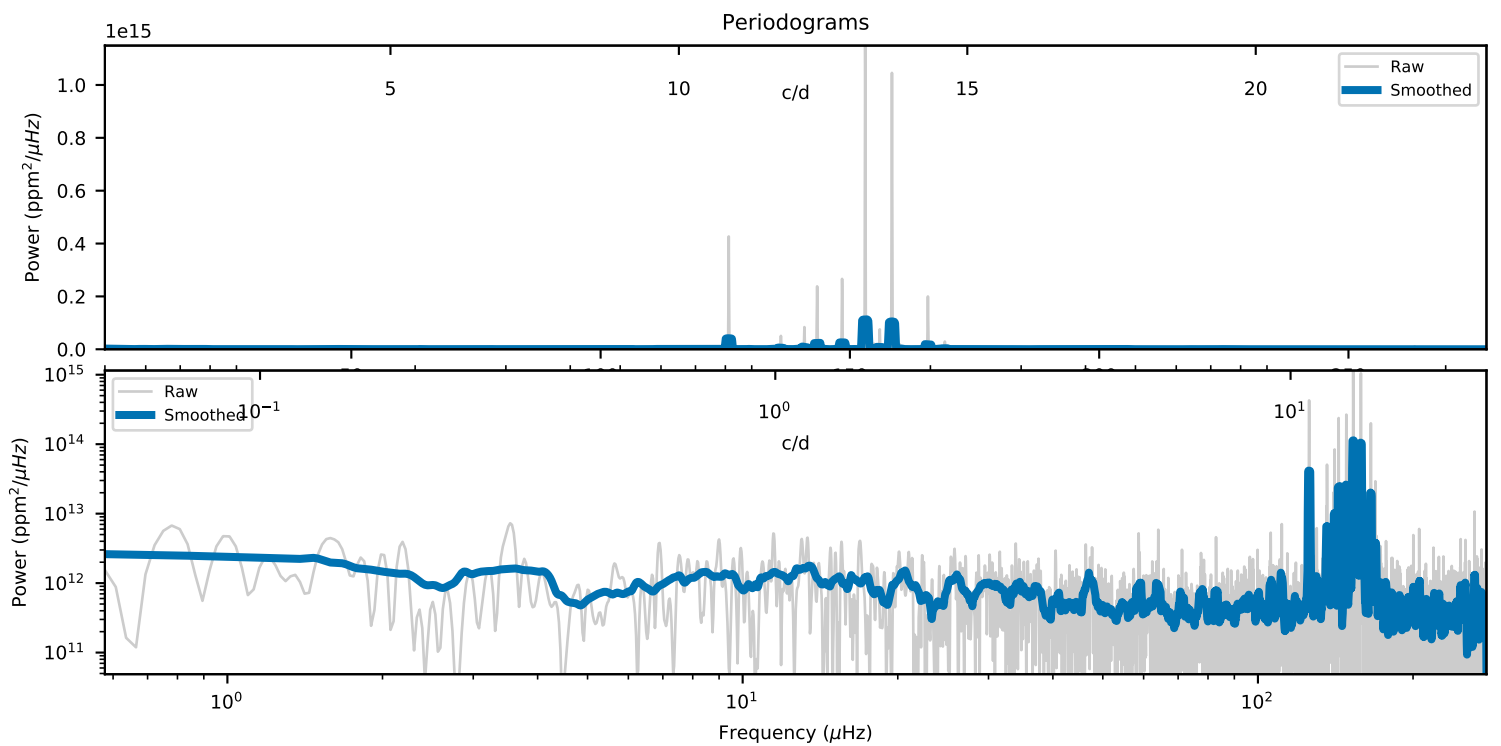 Periodograms
1e15
5 10 15 20
c/d
Raw
Smoothed
1.0
0.8
0.6
0.4
0.2
0.0
Power (ppm²/μHz)
10¹⁵
10¹⁴
10¹³
10¹²
10¹¹
Power (ppm²/μHz)
Raw
Smoothed
10⁻¹ 10⁰ 10¹
c/d
10⁰ 10¹ 10²
Frequency (μHz)